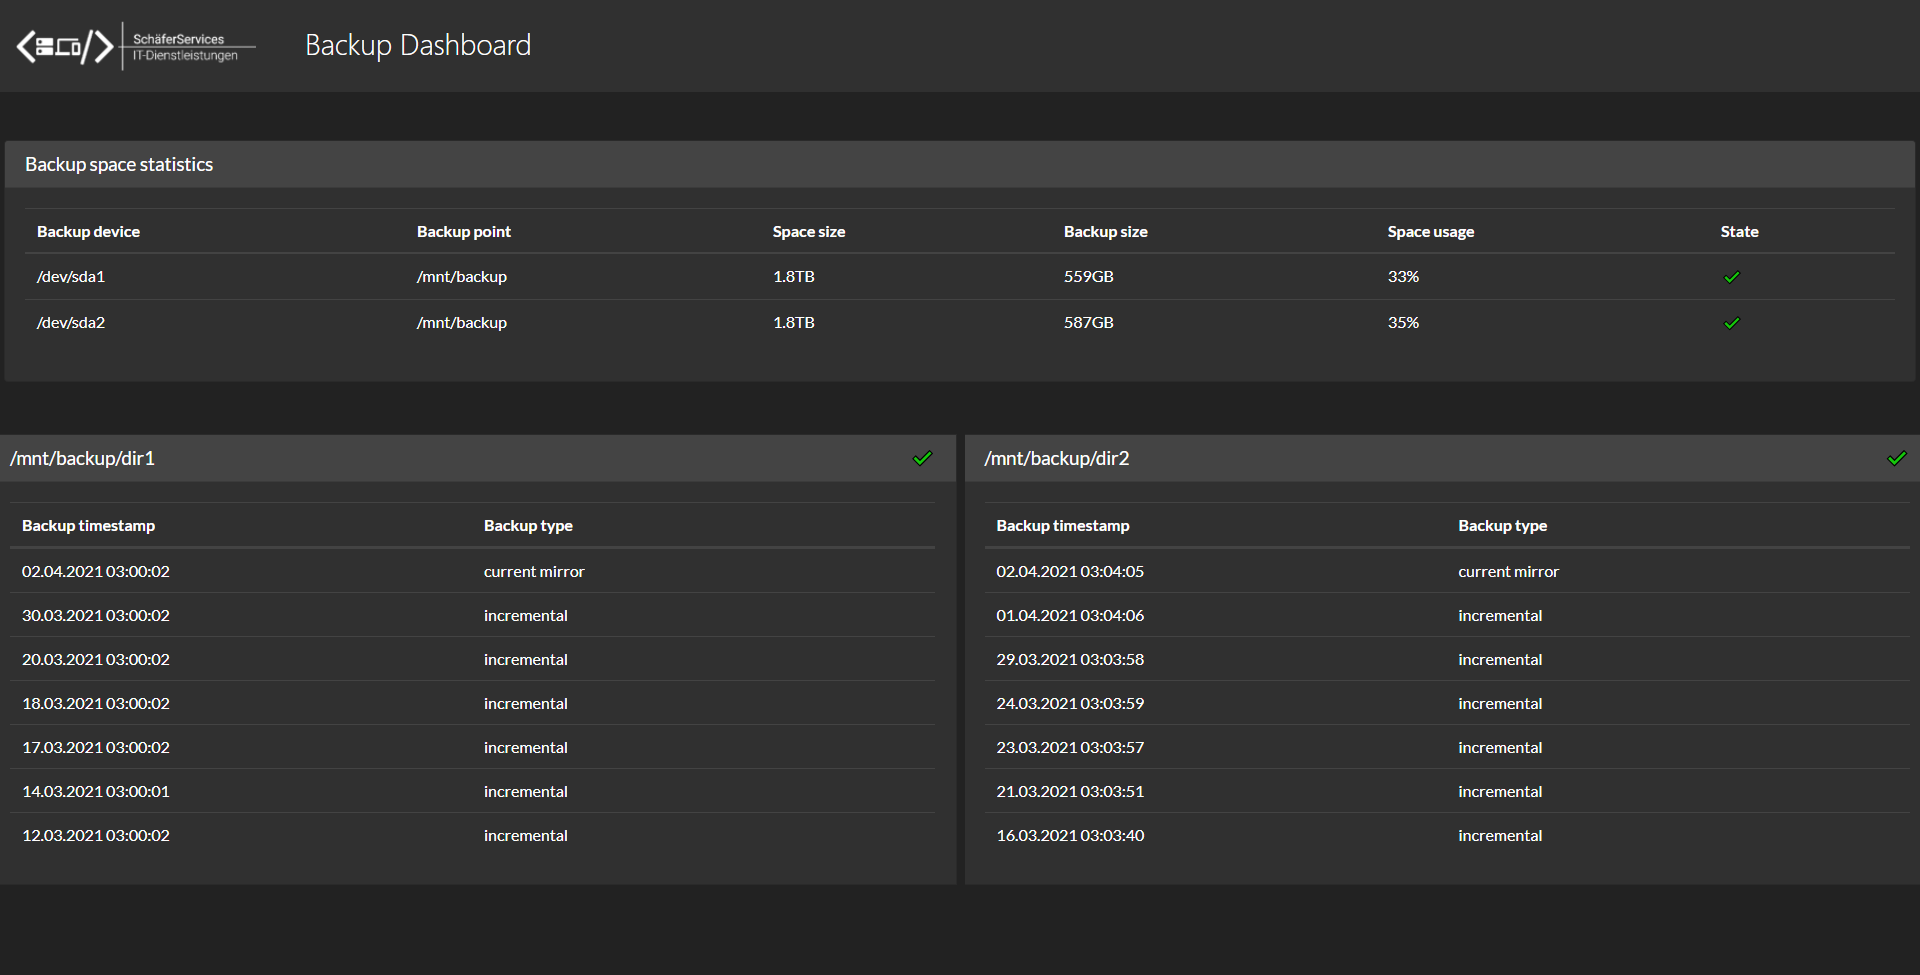 SchäferServices
IT-Dienstleistungen
Backup Dashboard
Backup space statistics
Backup device Backup point Space size Backup size Space usage State
/dev/sda1 /mnt/backup 1.8TB 559GB 33%
/dev/sda2 /mnt/backup 1.8TB 587GB 35%
/mnt/backup/dir1
Backup timestamp Backup type
02.04.2021 03:00:02 current mirror
30.03.2021 03:00:02 incremental
20.03.2021 03:00:02 incremental
18.03.2021 03:00:02 incremental
17.03.2021 03:00:02 incremental
14.03.2021 03:00:01 incremental
12.03.2021 03:00:02 incremental
/mnt/backup/dir2
Backup timestamp Backup type
02.04.2021 03:04:05 current mirror
01.04.2021 03:04:06 incremental
29.03.2021 03:03:58 incremental
24.03.2021 03:03:59 incremental
23.03.2021 03:03:57 incremental
21.03.2021 03:03:51 incremental
16.03.2021 03:03:40 incremental